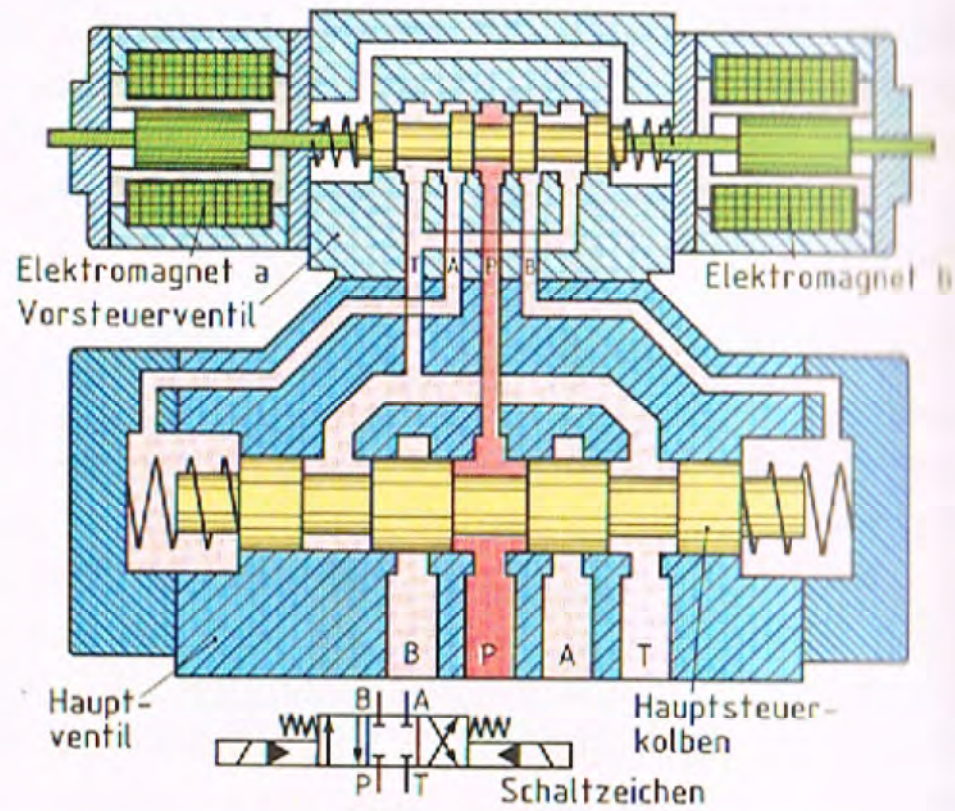 T A P B
Elektromagnet a
Elektromagnet b
Vorsteuerventil
B P A T
Haupt-
ventil
Hauptsteuer-
kolben
B A
P T
Schaltzeichen